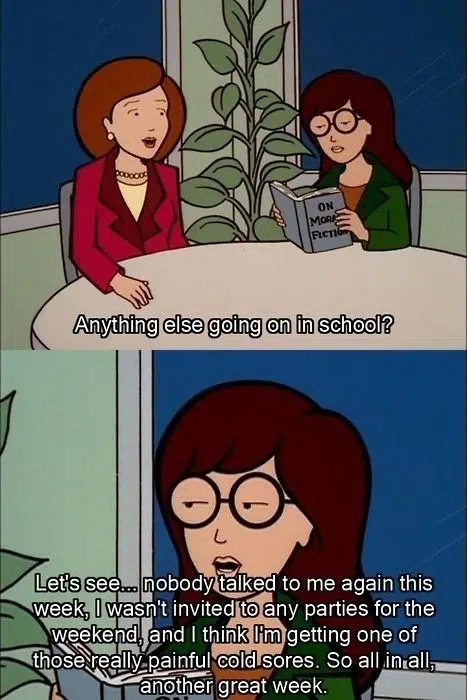 ON
MORAL
FICTION
Anything else going on in school?
Let's see... nobody talked to me again this
week, I wasn't invited to any parties for the
weekend, and I think I'm getting one of
those really painful cold sores. So all in all,
another great week.